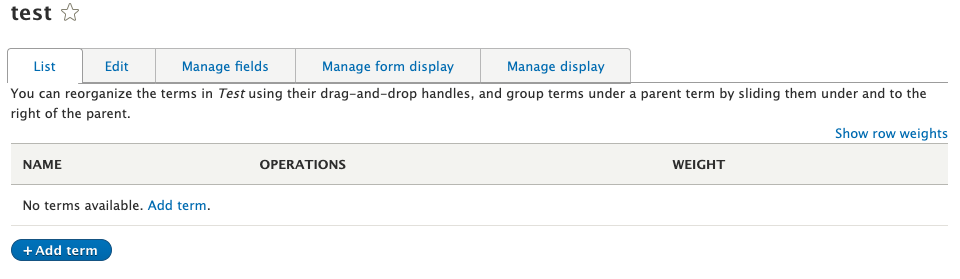 test
List Edit Manage fields Manage form display Manage display
You can reorganize the terms in Test using their drag-and-drop handles, and group terms under a parent term by sliding them under and to the
right of the parent.
Show row weights
NAME OPERATIONS WEIGHT
No terms available. Add term.
+ Add term